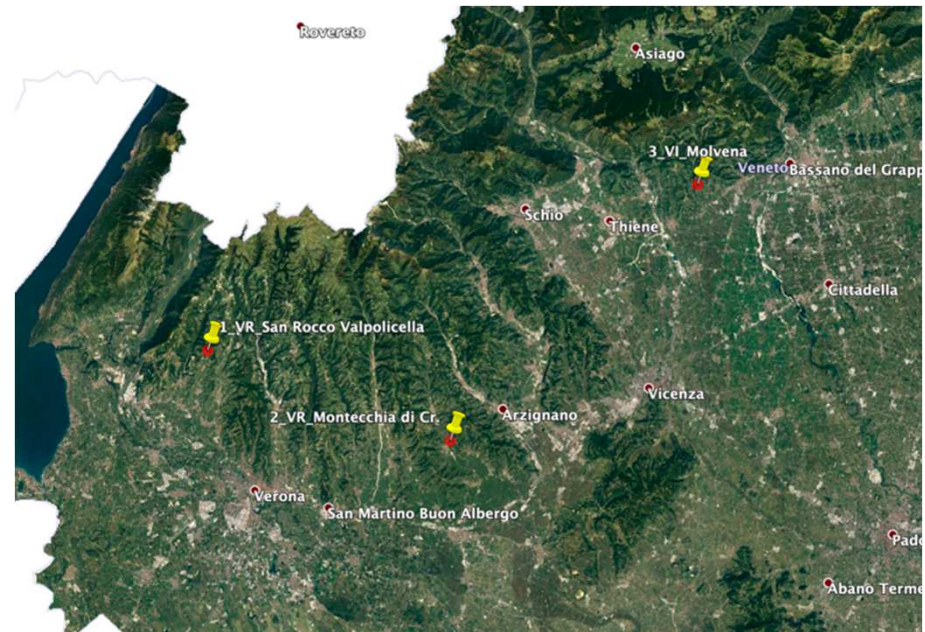 Rovereto
Asiago
3_VI_Molvena
Veneto
Bassano del Grapp
Schio
Thiene
Cittadella
1_VR_San Rocco Valpolicella
Vicenza
2_VR_Montecchia di Cr.
Arzignano
Verona
San Martino Buon Albergo
Pado
Abano Terme